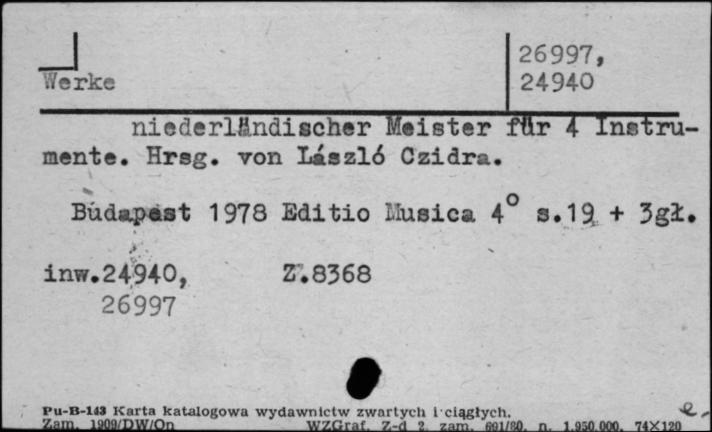 26997,
Werke 24940
niederländischer Meister für 4 Instru-
mente. Hrsg. von László Czidra.
Budapest 1978 Editio Musica 4° s.19 + 3gł.
inw.24940, Z.8368
26997
Pu-B-143 Karta katalogowa wydawnictw zwartych i ciągłych.
Zam. 1909/DW/On WZGraf. Z-d 2. zam. 691/80. n. 1.950.000. 74X120